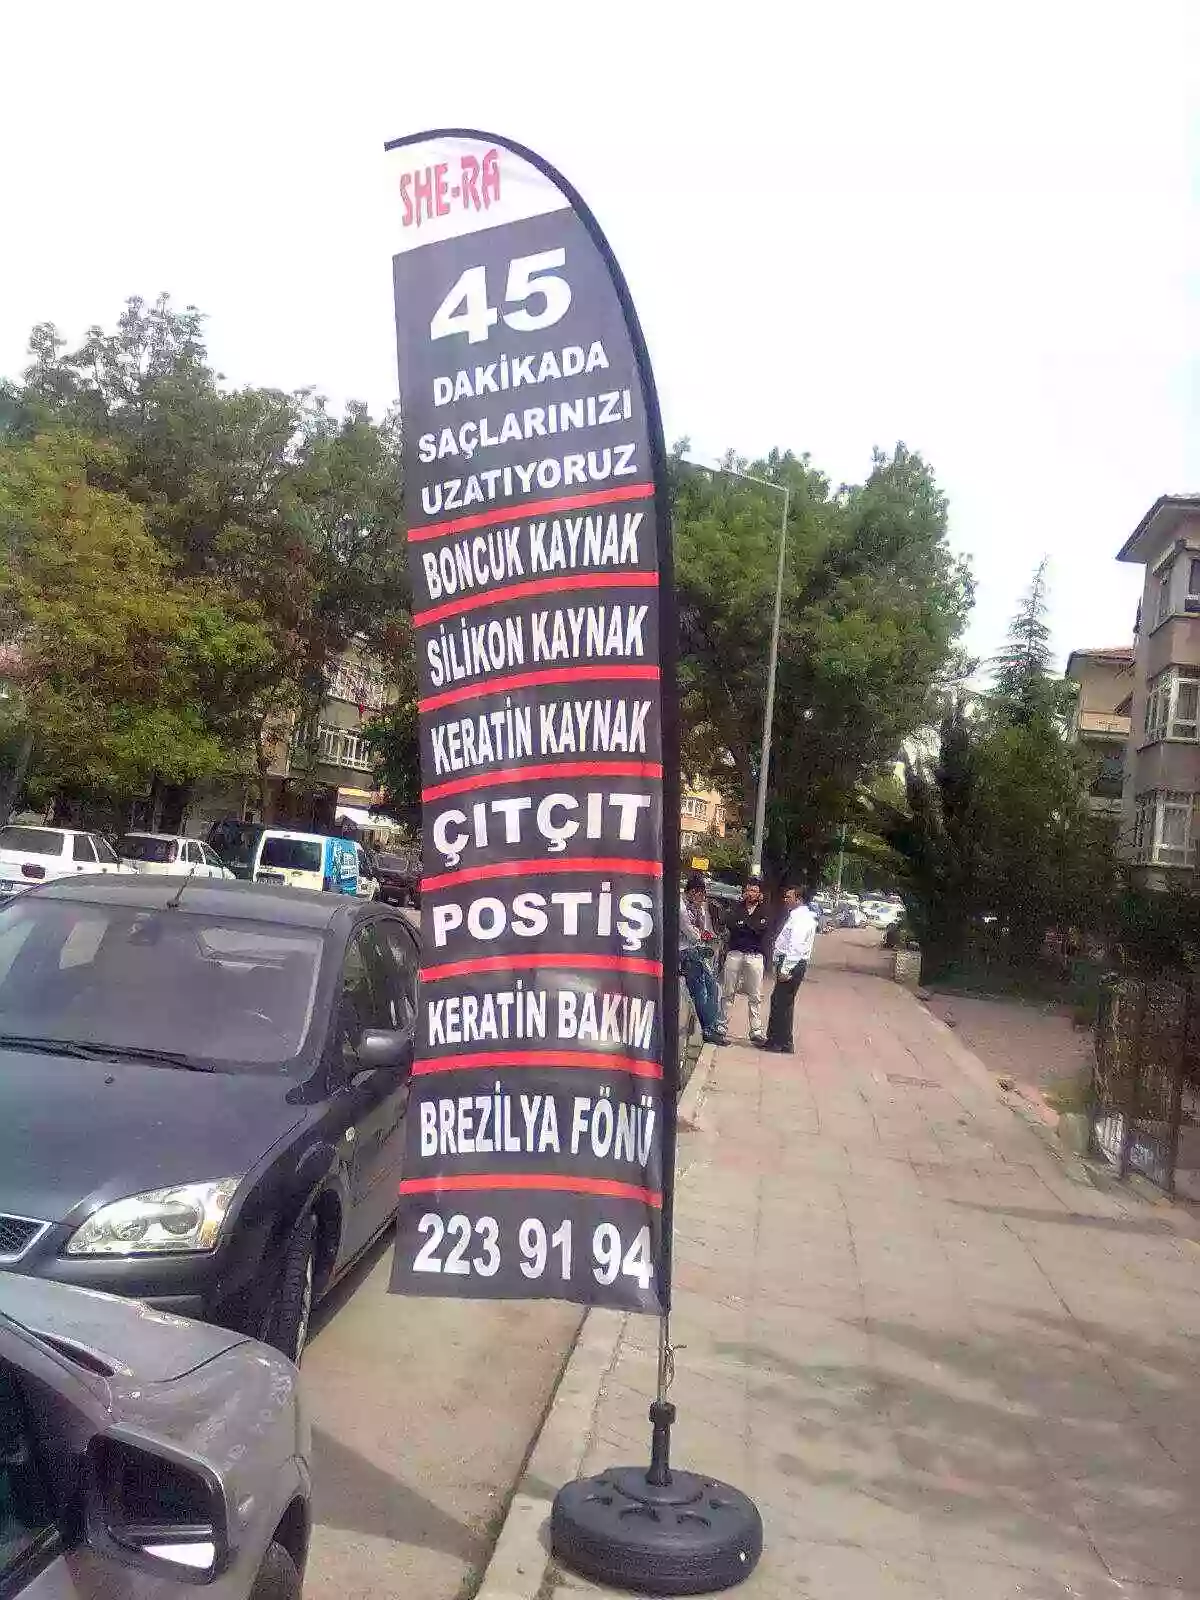 SHE-RA
45
DAKİKADA
SAÇLARINIZI
UZATIYORUZ
BONCUK KAYNAK
SİLİKON KAYNAK
KERATİN KAYNAK
ÇITÇIT
POSTİŞ
KERATİN BAKIM
BREZİLYA FÖNÜ
223 91 94